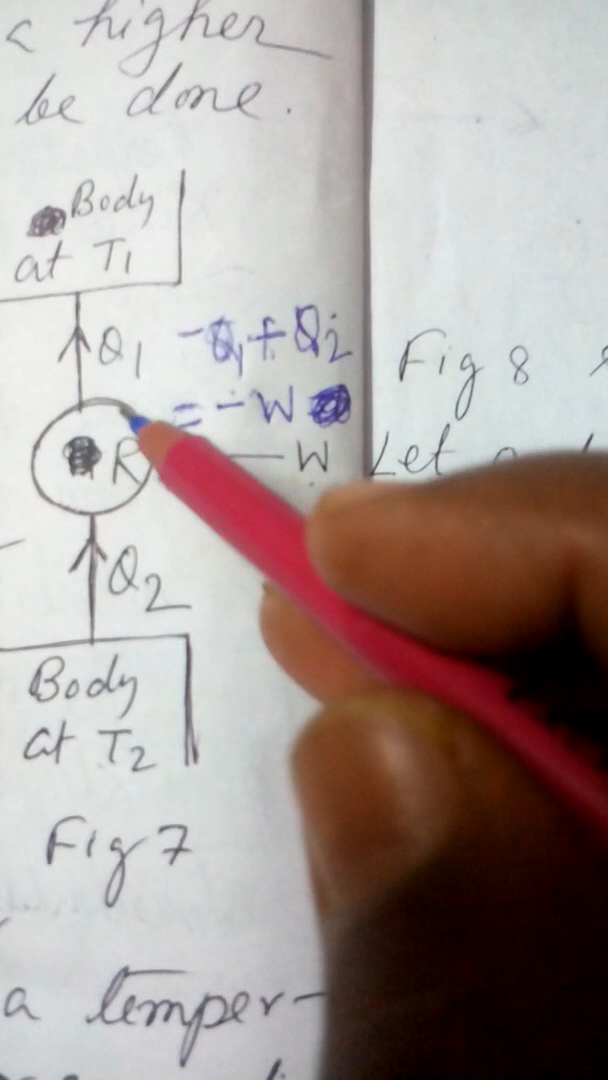 a higher
be done.
Body
at T1
Q1
-Q1 + Q2
= -W
R
W
Fig 8
Let a
Q2
Body
at T2
Fig 7
a temper-